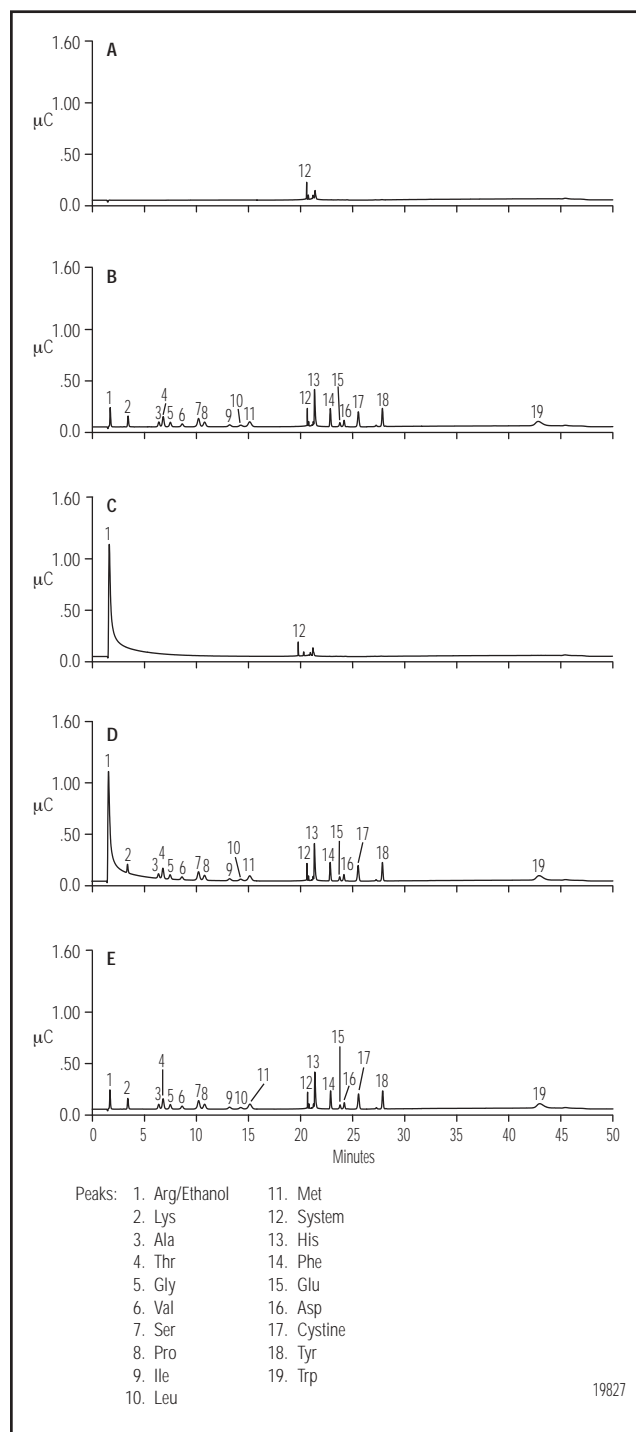 A
1.60
1.00
µC
.50
0.0
12
B
1.60
1.00
µC
.50
0.0
1 2 3 4 5 6 7 8 9 10 11 12 13 14 15 16 17 18 19
C
1.60
1.00
µC
.50
0.0
1 12
D
1.60
1.00
µC
.50
0.0
1 2 3 4 5 6 7 8 9 10 11 12 13 14 15 16 17 18 19
E
1.60
1.00
µC
.50
0.0
1 2 3 4 5 6 7 8 9 10 11 12 13 14 15 16 17 18 19
0 5 10 15 20 25 30 35 40 45 50
Minutes
Peaks: 1. Arg/Ethanol
2. Lys
3. Ala
4. Thr
5. Gly
6. Val
7. Ser
8. Pro
9. Ile
10. Leu
11. Met
12. System
13. His
14. Phe
15. Glu
16. Asp
17. Cystine
18. Tyr
19. Trp
19827